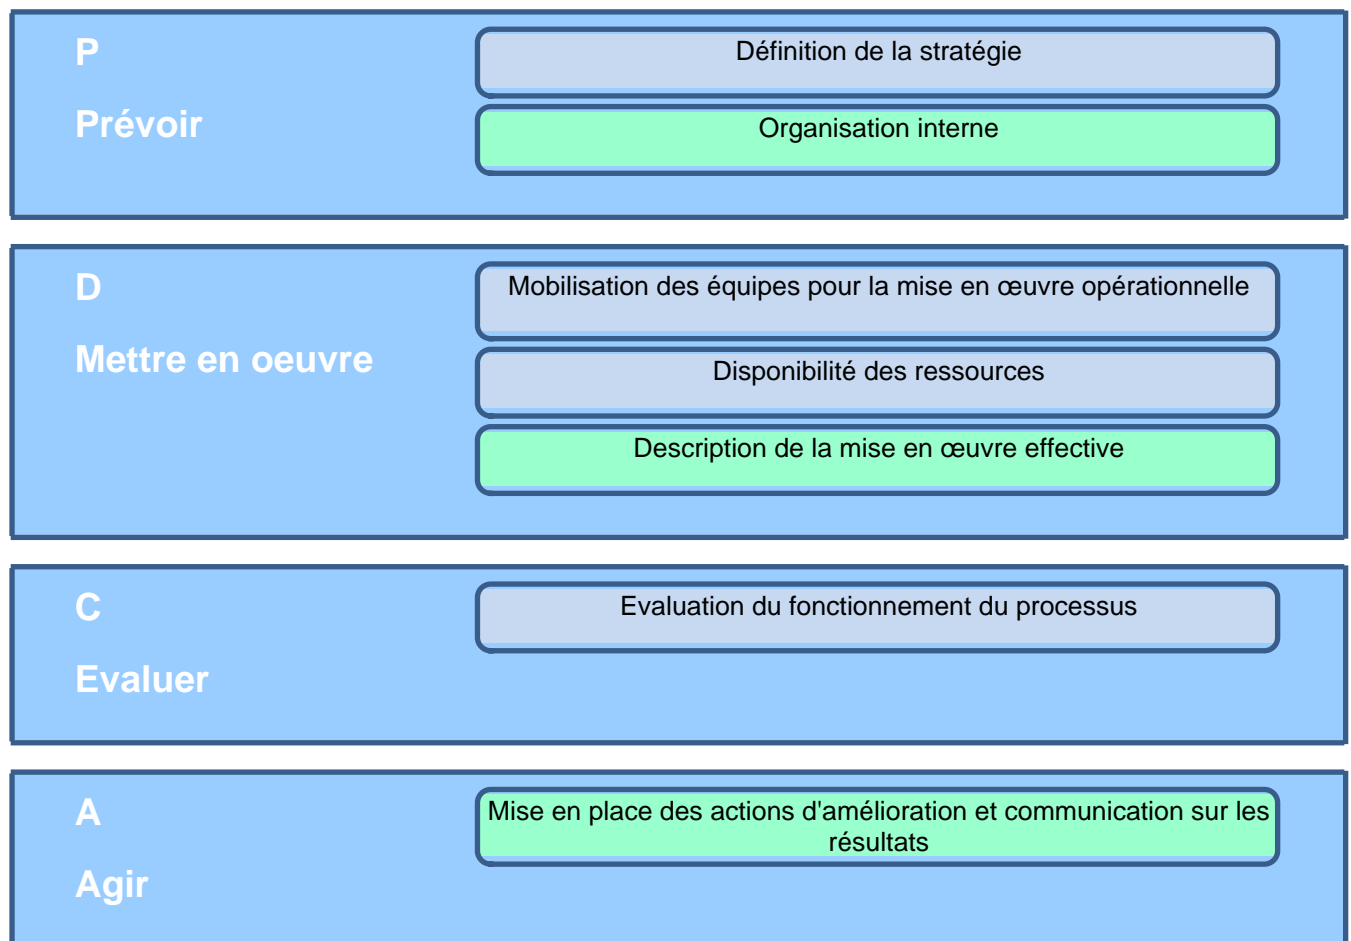 P
Prévoir
Définition de la stratégie
Organisation interne
D
Mettre en oeuvre
Mobilisation des équipes pour la mise en œuvre opérationnelle
Disponibilité des ressources
Description de la mise en œuvre effective
C
Evaluer
Evaluation du fonctionnement du processus
A
Agir
Mise en place des actions d'amélioration et communication sur les
résultats